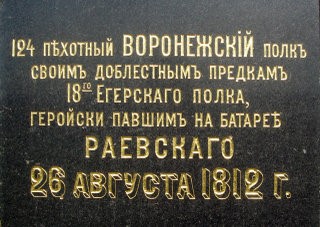 124 пѣхотный Воронежскій полкъ
своимъ доблестнымъ предкамъ
18го Егерскаго полка,
геройски павшимъ на батареѣ
Раевскаго
26 августа 1812 г.